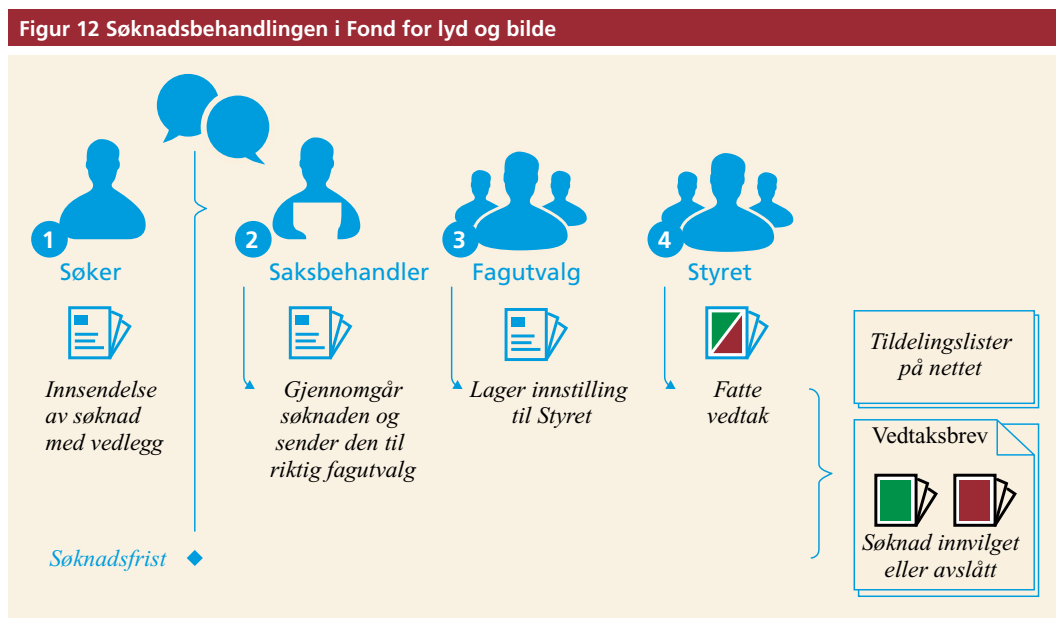 Figur 12 Søknadsbehandlingen i Fond for lyd og bilde
1
Søker
Innsendelse
av søknad
med vedlegg
Søknadsfrist
2
Saksbehandler
Gjennomgår
søknaden og
sender den til
riktig fagutvalg
3
Fagutvalg
Lager innstilling
til Styret
4
Styret
Fatte
vedtak
Tildelingslister
på nettet
Vedtaksbrev
Søknad innvilget
eller avslått